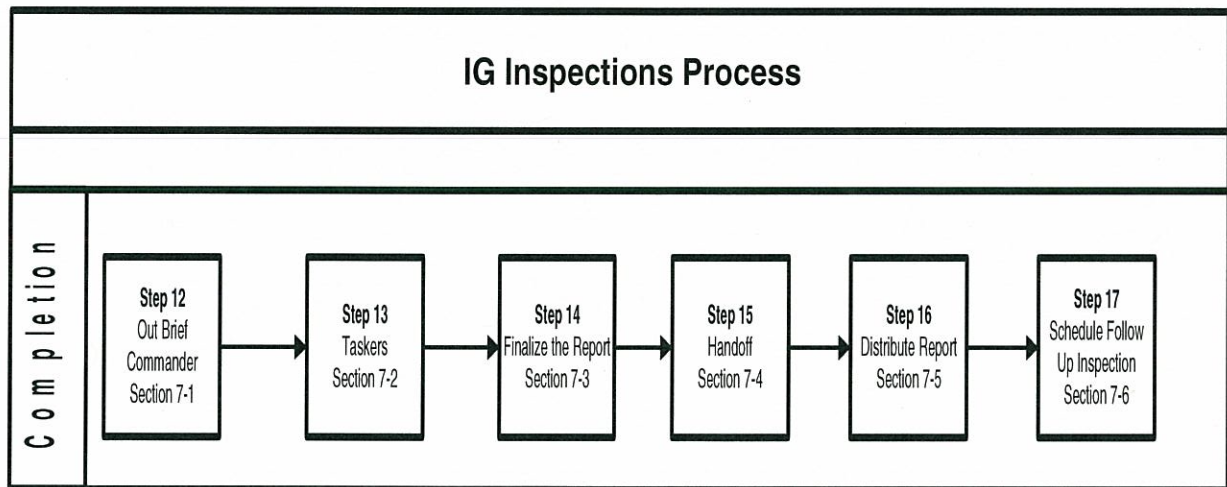 IG Inspections Process
Completion
Step 12
Out Brief
Commander
Section 7-1
Step 13
Taskers
Section 7-2
Step 14
Finalize the Report
Section 7-3
Step 15
Handoff
Section 7-4
Step 16
Distribute Report
Section 7-5
Step 17
Schedule Follow
Up Inspection
Section 7-6